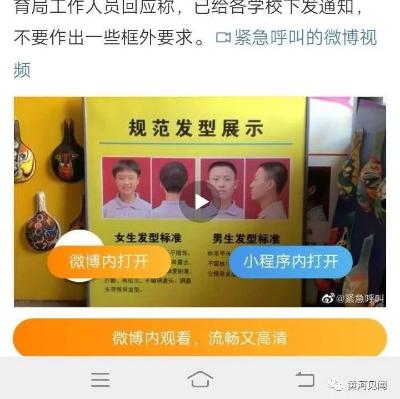 育局工作人员回应称，已给各学校下发通知，
不要作出一些框外要求。紧急呼叫的微博视
频
规范发型展示
女生发型标准
男生发型标准
微博内打开
小程序内打开
@紧急呼叫
微博内观看，流畅又高清
黄河见闻